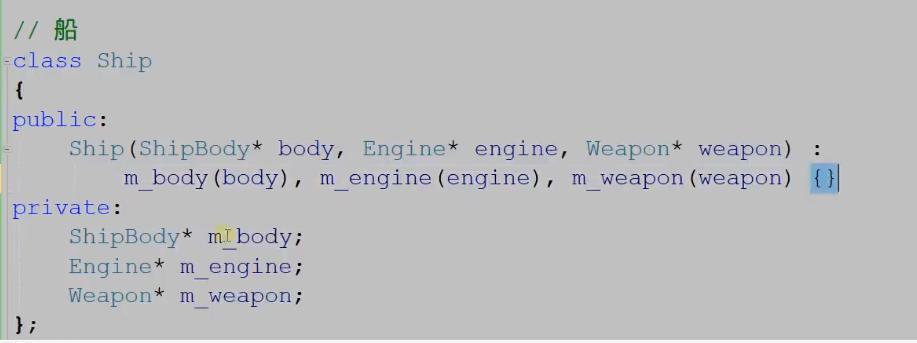 // 船
class Ship
{
public:
    Ship(ShipBody* body, Engine* engine, Weapon* weapon) :
        m_body(body), m_engine(engine), m_weapon(weapon) {}
private:
    ShipBody* m_body;
    Engine* m_engine;
    Weapon* m_weapon;
};